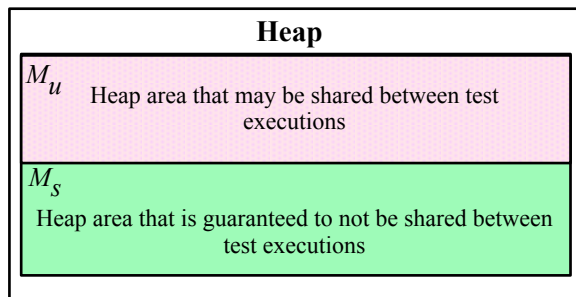 Heap
M_u
Heap area that may be shared between test
executions
M_s
Heap area that is guaranteed to not be shared between
test executions